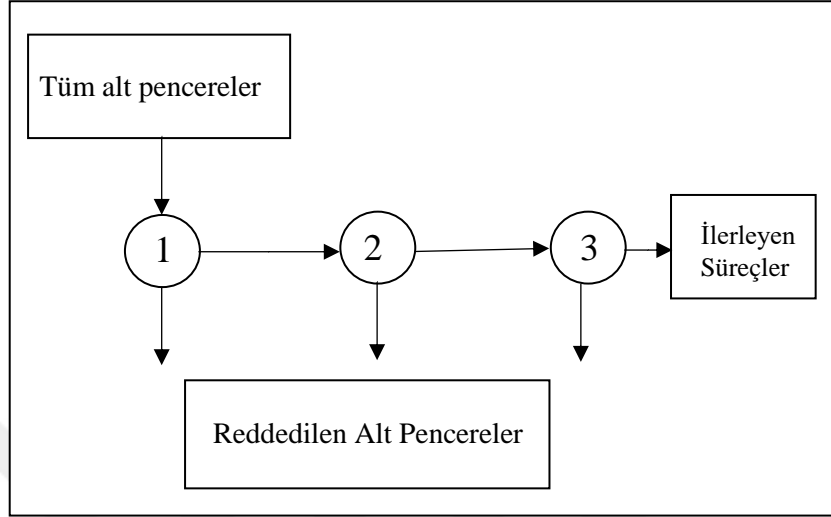 Tüm alt pencereler
1
2
3
İlerleyen
Süreçler
Reddedilen Alt Pencereler